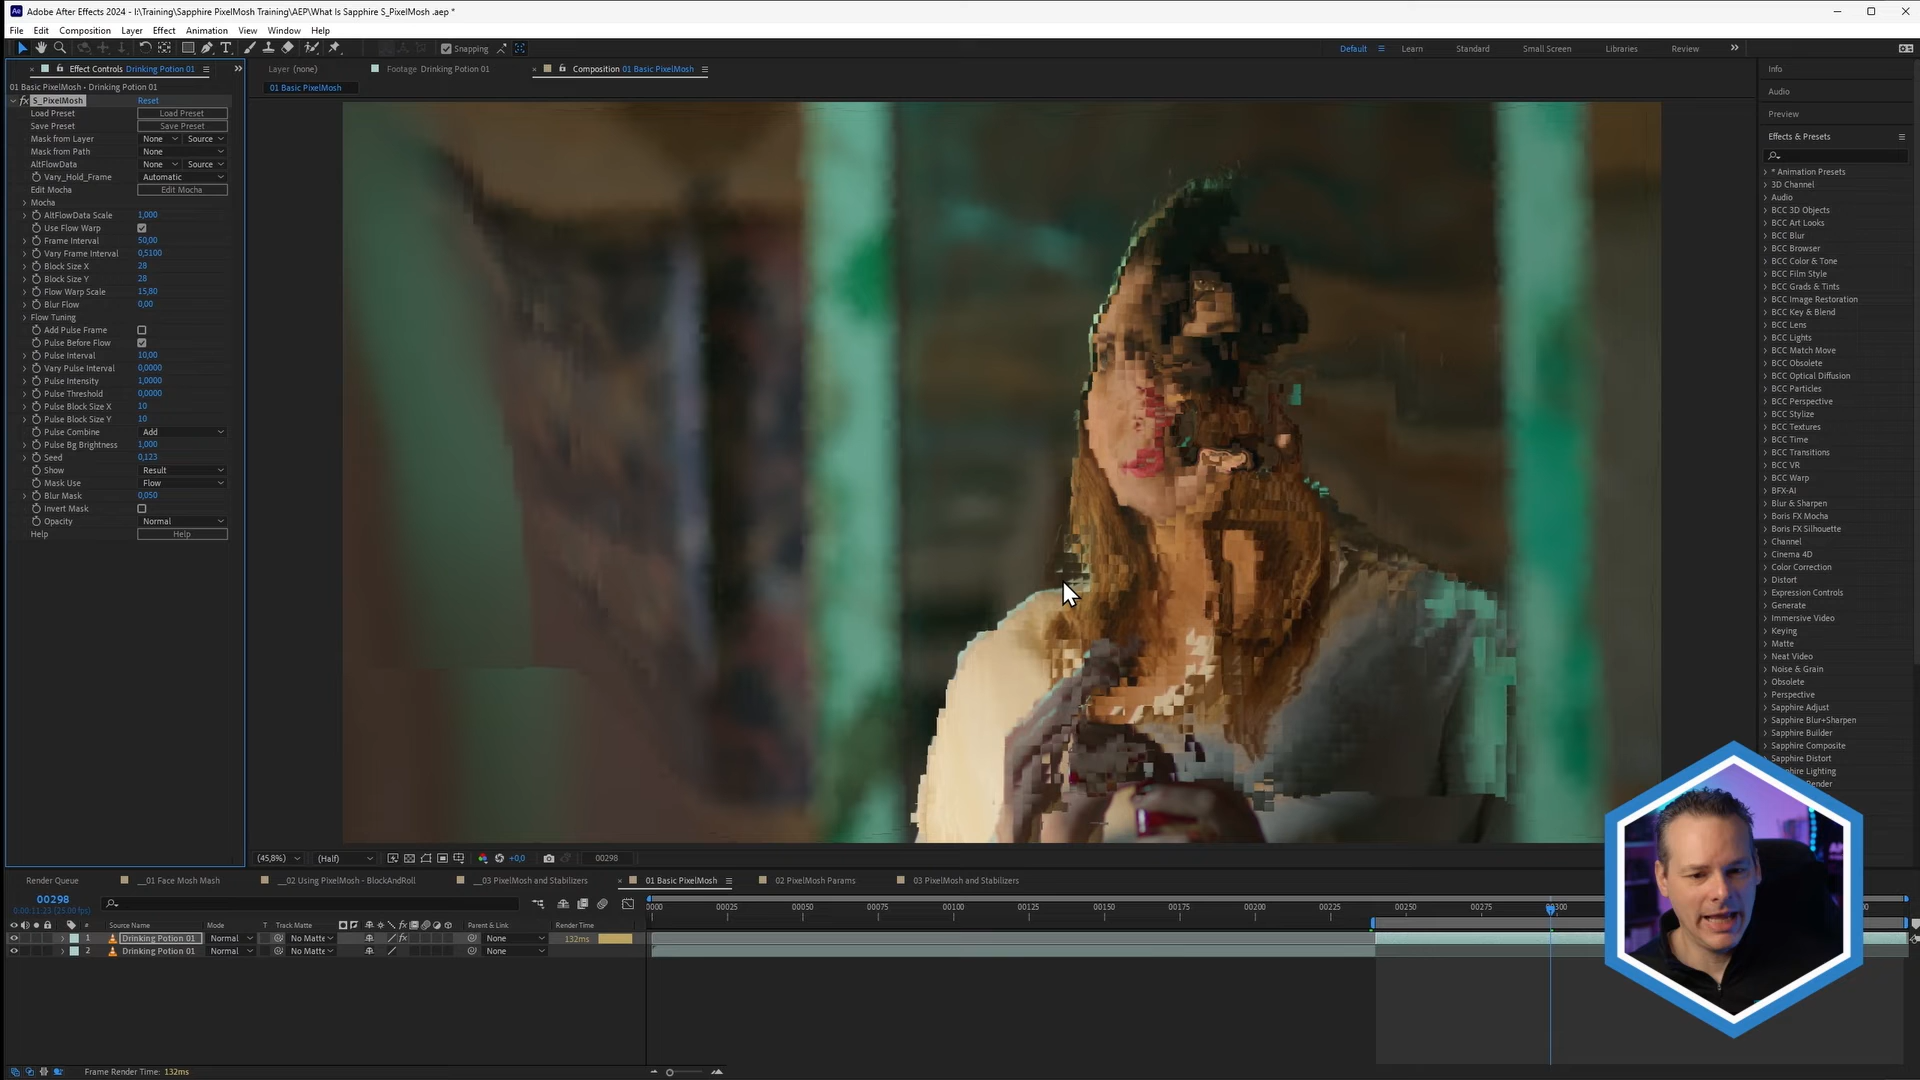 Adobe After Effects 2024 - I:\Training\Sapphire PixelMosh Training\AEP\What Is Sapphire S_PixelMosh .aep *
File Edit Composition Layer Effect Animation View Window Help
Snapping
Default Learn Standard Small Screen Libraries Review
Effect Controls Drinking Potion 01
Layer (none)
Footage Drinking Potion 01
Composition 01 Basic PixelMosh
01 Basic PixelMosh
01 Basic PixelMosh • Drinking Potion 01
fx S_PixelMosh Reset
Load Preset Load Preset
Save Preset Save Preset
Mask from Layer None Source
Mask from Path None
AltFlowData None Source
Vary_Hold_Frame Automatic
Edit Mocha Edit Mocha
Mocha
AltFlowData Scale 1,000
Use Flow Warp
Frame Interval 50,00
Vary Frame Interval 0,5100
Block Size X 28
Block Size Y 28
Flow Warp Scale 15,80
Blur Flow 0,00
Flow Tuning
Add Pulse Frame
Pulse Before Flow
Pulse Interval 10,00
Vary Pulse Interval 0,0000
Pulse Intensity 1,0000
Pulse Threshold 0,0000
Pulse Block Size X 10
Pulse Block Size Y 10
Pulse Combine Add
Pulse Bg Brightness 1,000
Seed 0,123
Show Result
Mask Use Flow
Blur Mask 0,050
Invert Mask
Opacity Normal
Help Help
Info
Audio
Preview
Effects & Presets
* Animation Presets
3D Channel
Audio
BCC 3D Objects
BCC Art Looks
BCC Blur
BCC Browser
BCC Color & Tone
BCC Film Style
BCC Grads & Tints
BCC Image Restoration
BCC Key & Blend
BCC Lens
BCC Lights
BCC Match Move
BCC Obsolete
BCC Optical Diffusion
BCC Particles
BCC Perspective
BCC Stylize
BCC Textures
BCC Time
BCC Transitions
BCC VR
BCC Warp
BFX-AI
Blur & Sharpen
Boris FX Mocha
Boris FX Silhouette
Channel
Cinema 4D
Color Correction
Distort
Expression Controls
Generate
Immersive Video
Keying
Matte
Neat Video
Noise & Grain
Obsolete
Perspective
Sapphire Adjust
Sapphire Blur+Sharpen
Sapphire Builder
Sapphire Composite
Sapphire Distort
Sapphire Lighting
(45,8%) (Half) +0,0 00298
Render Queue __01 Face Mosh Mash __02 Using PixelMosh - BlockAndRoll __03 PixelMosh and Stabilizers 01 Basic PixelMosh 02 PixelMosh Params 03 PixelMosh and Stabilizers
00298
0:00:11:23 (25.00 fps)
0000 00025 00050 00075 00100 00125 00150 00175 00200 00225 00250 00275 00300
# Source Name Mode T Track Matte fx Parent & Link Render Time
1 Drinking Potion 01 Normal No Matte fx None 132ms
2 Drinking Potion 01 Normal No Matte None
Frame Render Time: 132ms